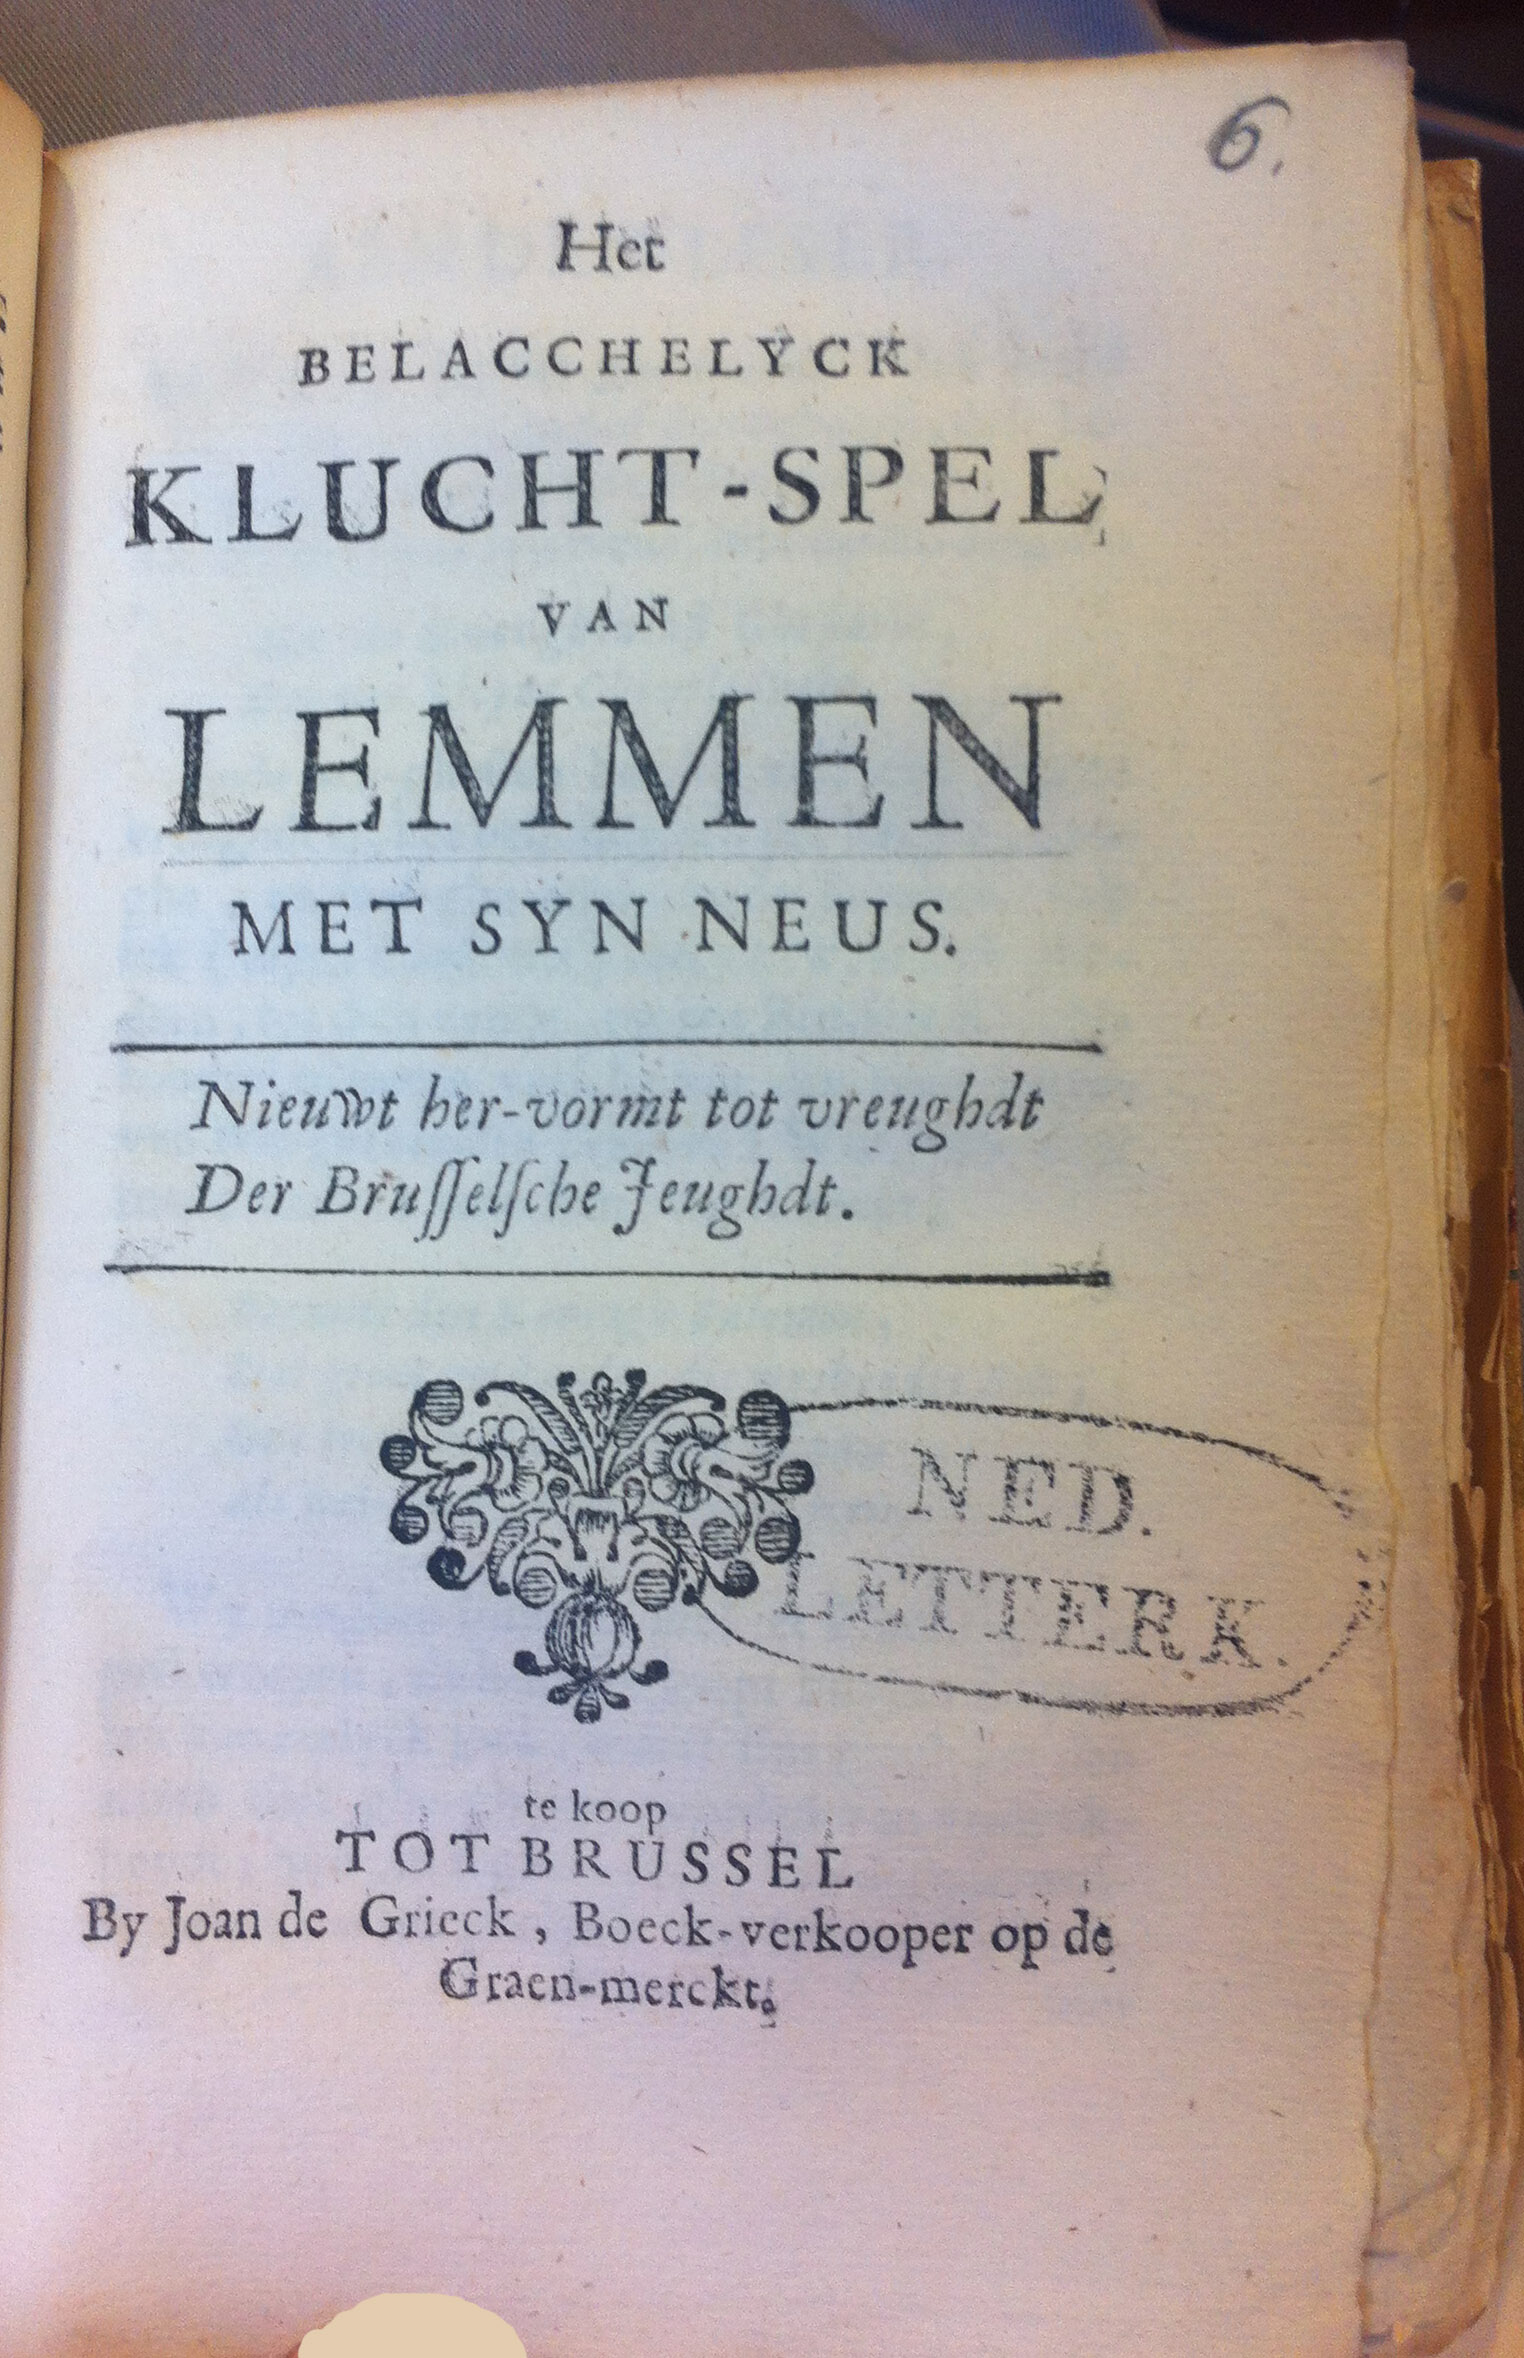 6.
Het
BELACCHELYCK
KLUCHT-SPEL
VAN
LEMMEN
MET SYN NEUS.
Nieuwt her-vormt tot vreughdt
Der Brusselsche Jeughdt.
NED.
LETTERK.
te koop
TOT BRUSSEL
By Joan de Grieck, Boeck-verkooper op de
Graen-merckt.